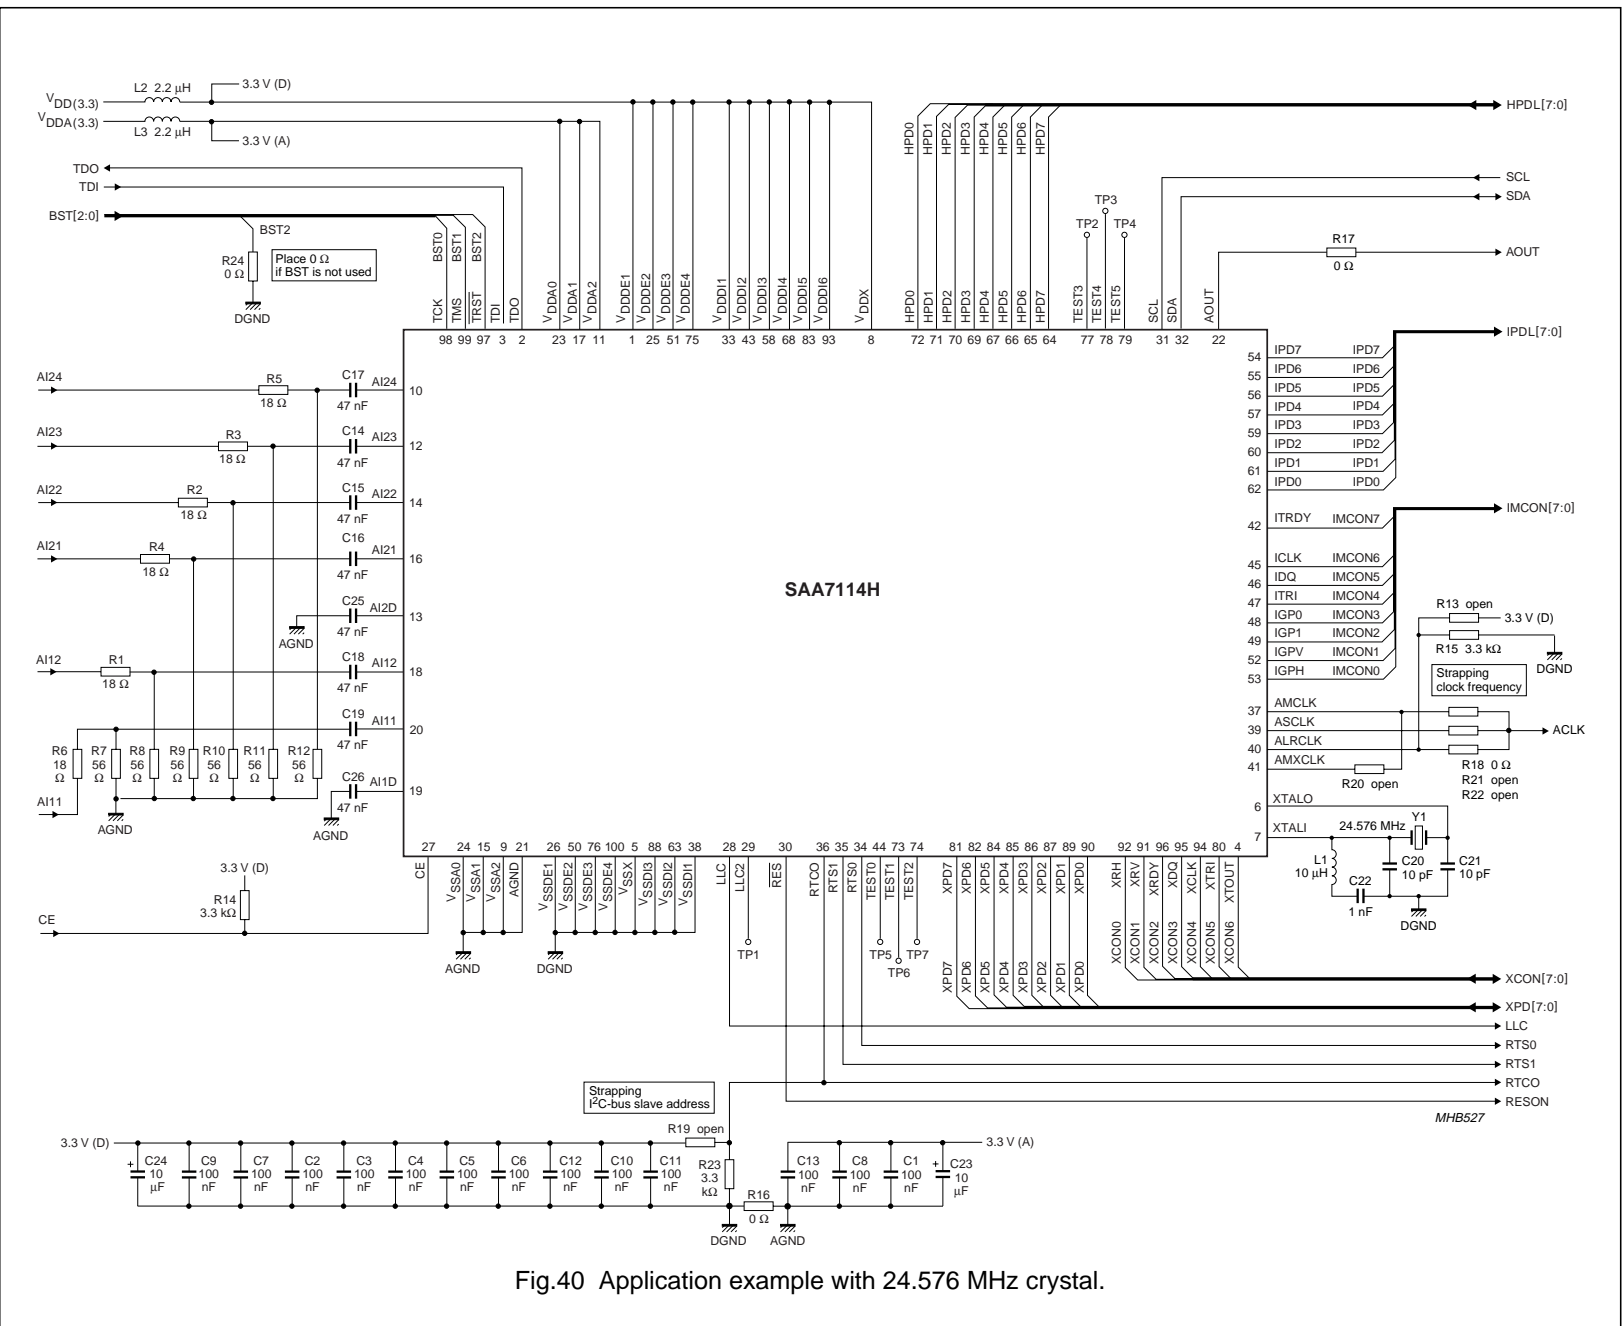 L2 2.2 μH
3.3 V (D)
VDD(3.3)
VDDA(3.3)
L3 2.2 μH
3.3 V (A)
TDO
TDI
BST[2:0]
BST2
R24
0 Ω
Place 0 Ω
if BST is not used
DGND
BST0
BST1
BST2
TCK
TMS
TRST
TDI
TDO
VDDA0
VDDA1
VDDA2
VDDDE1
VDDDE2
VDDDE3
VDDDE4
VDDDI1
VDDDI2
VDDDI3
VDDDI4
VDDDI5
VDDDI6
VDDX
HPD0
HPD1
HPD2
HPD3
HPD4
HPD5
HPD6
HPD7
HPD0
HPD1
HPD2
HPD3
HPD4
HPD5
HPD6
HPD7
TP2
TP3
TP4
TEST3
TEST4
TEST5
SCL
SDA
AOUT
HPDL[7:0]
SCL
SDA
R17
0 Ω
AOUT
98 99 97 3 2 23 17 11 1 25 51 75 33 43 58 68 83 93 8 72 71 70 69 67 66 65 64 77 78 79 31 32 22
AI24
R5
18 Ω
C17
47 nF
AI24
10
AI23
R3
18 Ω
C14
47 nF
AI23
12
AI22
R2
18 Ω
C15
47 nF
AI22
14
AI21
R4
18 Ω
C16
47 nF
AI21
16
AGND
C25
47 nF
AI2D
13
AI12
R1
18 Ω
C18
47 nF
AI12
18
C19
47 nF
AI11
20
R6
18
Ω
R7
56
Ω
R8
56
Ω
R9
56
Ω
R10
56
Ω
R11
56
Ω
R12
56
Ω
C26
47 nF
AI1D
19
AI11
AGND
AGND
SAA7114H
54 IPD7 IPD7
55 IPD6 IPD6
56 IPD5 IPD5
57 IPD4 IPD4
59 IPD3 IPD3
60 IPD2 IPD2
61 IPD1 IPD1
62 IPD0 IPD0
IPDL[7:0]
42 ITRDY IMCON7
45 ICLK IMCON6
46 IDQ IMCON5
47 ITRI IMCON4
48 IGP0 IMCON3
49 IGP1 IMCON2
52 IGPV IMCON1
53 IGPH IMCON0
IMCON[7:0]
R13 open
3.3 V (D)
R15 3.3 kΩ
DGND
Strapping
clock frequency
37 AMCLK
39 ASCLK
40 ALRCLK
41 AMXCLK
ACLK
R20 open
R18 0 Ω
R21 open
R22 open
6 XTALO
7 XTALI
24.576 MHz
Y1
L1
10 μH
C20
10 pF
C21
10 pF
C22
1 nF
DGND
27 24 15 9 21 26 50 76 100 5 88 63 38 28 29 30 36 35 34 44 73 74 81 82 84 85 86 87 89 90 92 91 96 95 94 80 4
CE
VSSA0
VSSA1
VSSA2
AGND
VSSDE1
VSSDE2
VSSDE3
VSSDE4
VSSX
VSSDI3
VSSDI2
VSSDI1
LLC
LLC2
RES
RTCO
RTS1
RTS0
TEST0
TEST1
TEST2
XPD7
XPD6
XPD5
XPD4
XPD3
XPD2
XPD1
XPD0
XRH
XRV
XRDY
XDQ
XCLK
XTRI
XTOUT
3.3 V (D)
R14
3.3 kΩ
CE
AGND
DGND
TP1
TP5
TP6
TP7
XPD7
XPD6
XPD5
XPD4
XPD3
XPD2
XPD1
XPD0
XCON0
XCON1
XCON2
XCON3
XCON4
XCON5
XCON6
XCON[7:0]
XPD[7:0]
LLC
RTS0
RTS1
RTCO
RESON
MHB527
Strapping
I2C-bus slave address
R19 open
3.3 V (D)
C24
10
μF
+
C9
100
nF
C7
100
nF
C2
100
nF
C3
100
nF
C4
100
nF
C5
100
nF
C6
100
nF
C12
100
nF
C10
100
nF
C11
100
nF
R23
3.3
kΩ
R16
0 Ω
C13
100
nF
C8
100
nF
C1
100
nF
+
C23
10
μF
3.3 V (A)
DGND
AGND
Fig.40 Application example with 24.576 MHz crystal.